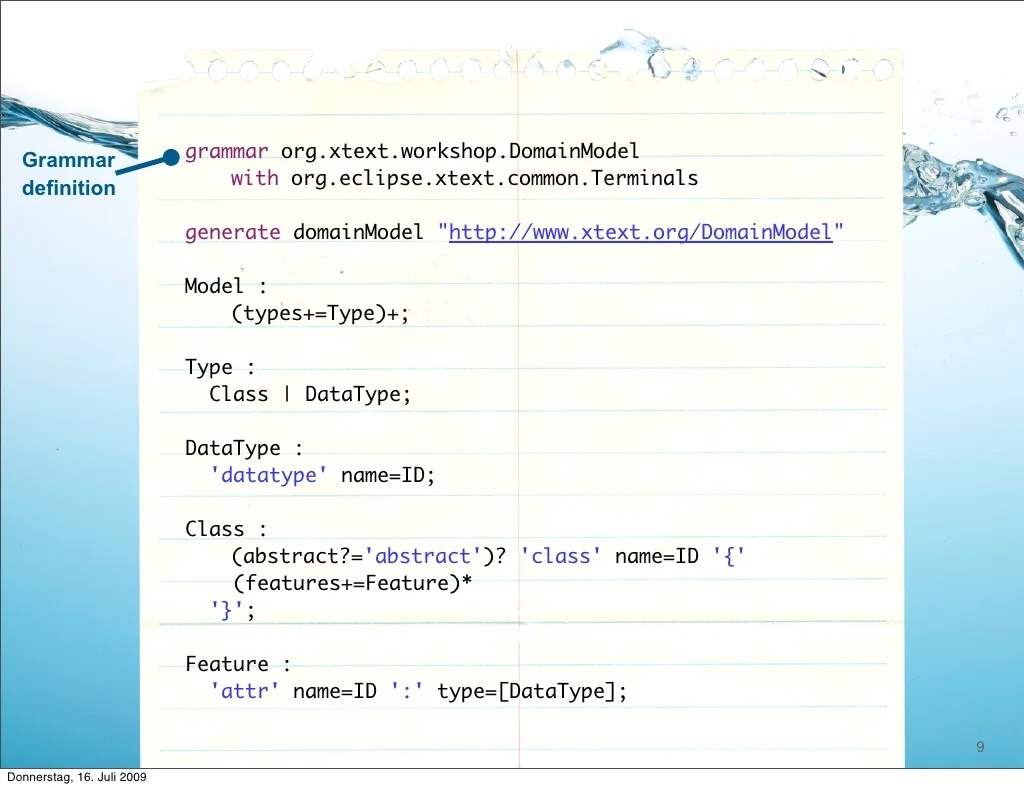 Grammar
definition
grammar org.xtext.workshop.DomainModel
with org.eclipse.xtext.common.Terminals
generate domainModel "http://www.xtext.org/DomainModel"
Model :
(types+=Type)+;
Type :
Class | DataType;
DataType :
'datatype' name=ID;
Class :
(abstract?='abstract')? 'class' name=ID '{'
(features+=Feature)*
'}';
Feature :
'attr' name=ID ':' type=[DataType];
9
Donnerstag, 16. Juli 2009